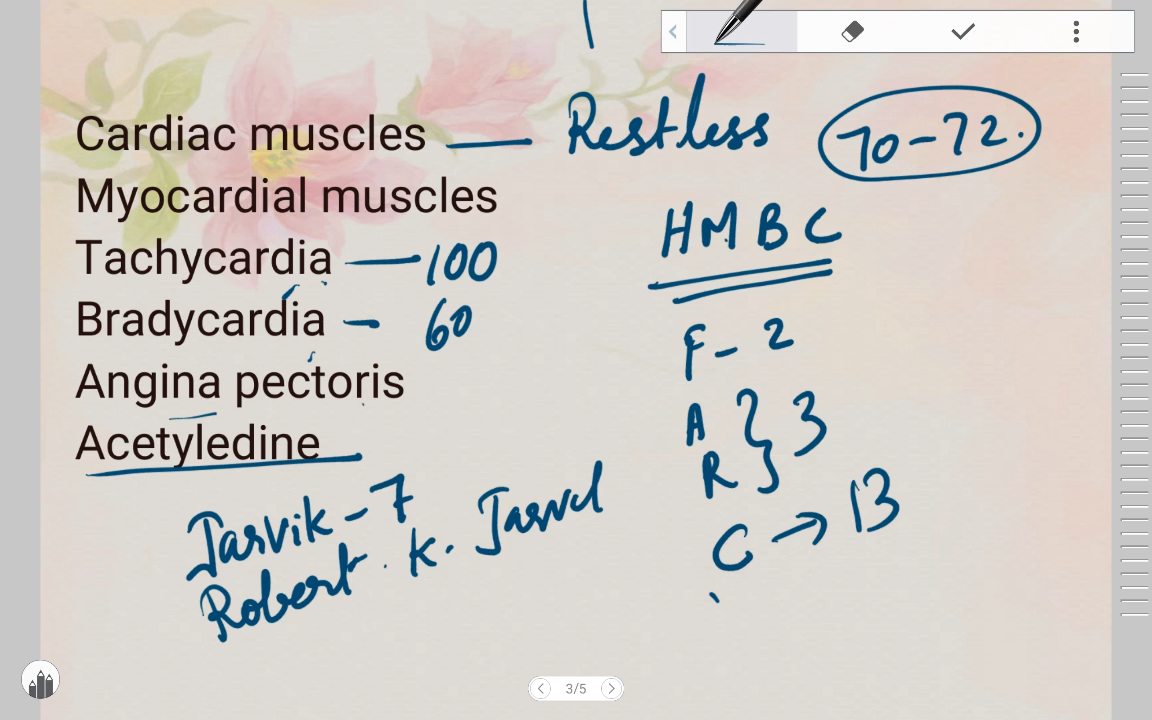 Cardiac muscles — Restless 70-72.
Myocardial muscles HMBC
Tachycardia — 100
Bradycardia - 60
F - 2
Angina pectoris
A } 3
R
Acetyledine
C → 13
Jarvik-7
Robert. K. Jarvik
3/5